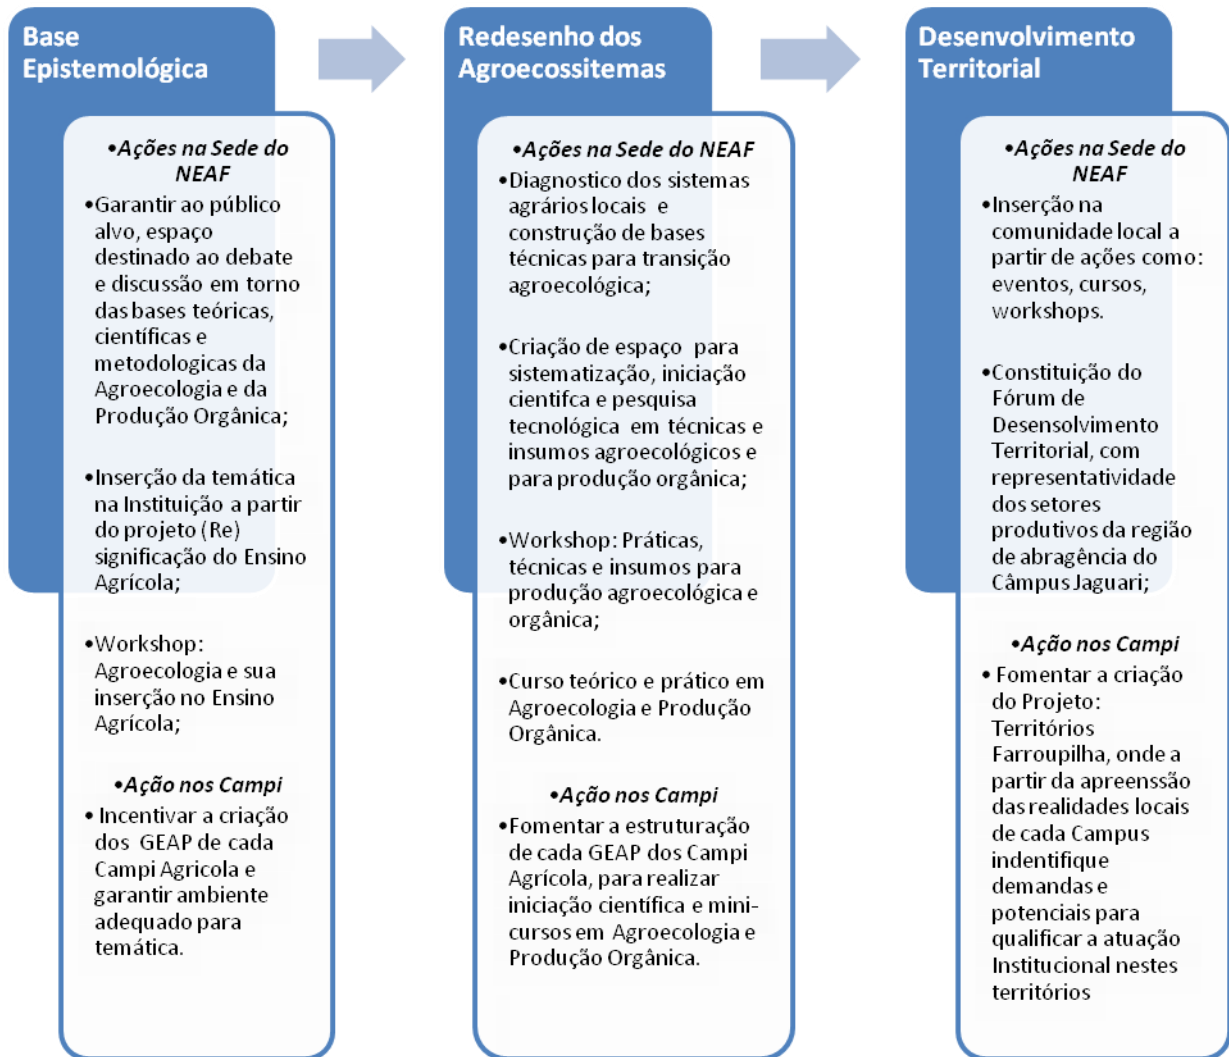 Base
Epistemológica
•Ações na Sede do
NEAF
•Garantir ao público
alvo, espaço
destinado ao debate
e discussão em torno
das bases teóricas,
científicas e
metodologicas da
Agroecologia e da
Produção Orgânica;
•Inserção da temática
na Instituição a partir
do projeto (Re)
significação do Ensino
Agrícola;
•Workshop:
Agroecologia e sua
inserção no Ensino
Agrícola;
•Ação nos Campi
• Incentivar a criação
dos GEAP de cada
Campi Agricola e
garantir ambiente
adequado para
temática.
Redesenho dos
Agroecossitemas
•Ações na Sede do NEAF
•Diagnostico dos sistemas
agrários locais e
construção de bases
técnicas para transição
agroecológica;
•Criação de espaço para
sistematização, iniciação
cientifca e pesquisa
tecnológica em técnicas e
insumos agroecológicos e
para produção orgânica;
•Workshop: Práticas,
técnicas e insumos para
produção agroecológica e
orgânica;
•Curso teórico e prático em
Agroecologia e Produção
Orgânica.
•Ação nos Campi
•Fomentar a estruturação
de cada GEAP dos Campi
Agrícola, para realizar
iniciação científica e mini-
cursos em Agroecologia e
Produção Orgânica.
Desenvolvimento
Territorial
•Ações na Sede do
NEAF
•Inserção na
comunidade local a
partir de ações como:
eventos, cursos,
workshops.
•Constituição do
Fórum de
Desensolvimento
Territorial, com
representatividade
dos setores
produtivos da região
de abragência do
Câmpus Jaguari;
•Ação nos Campi
• Fomentar a criação
do Projeto:
Territórios
Farroupilha, onde a
partir da apreenssão
das realidades locais
de cada Campus
indentifique
demandas e
potenciais para
qualificar a atuação
Institucional nestes
territórios